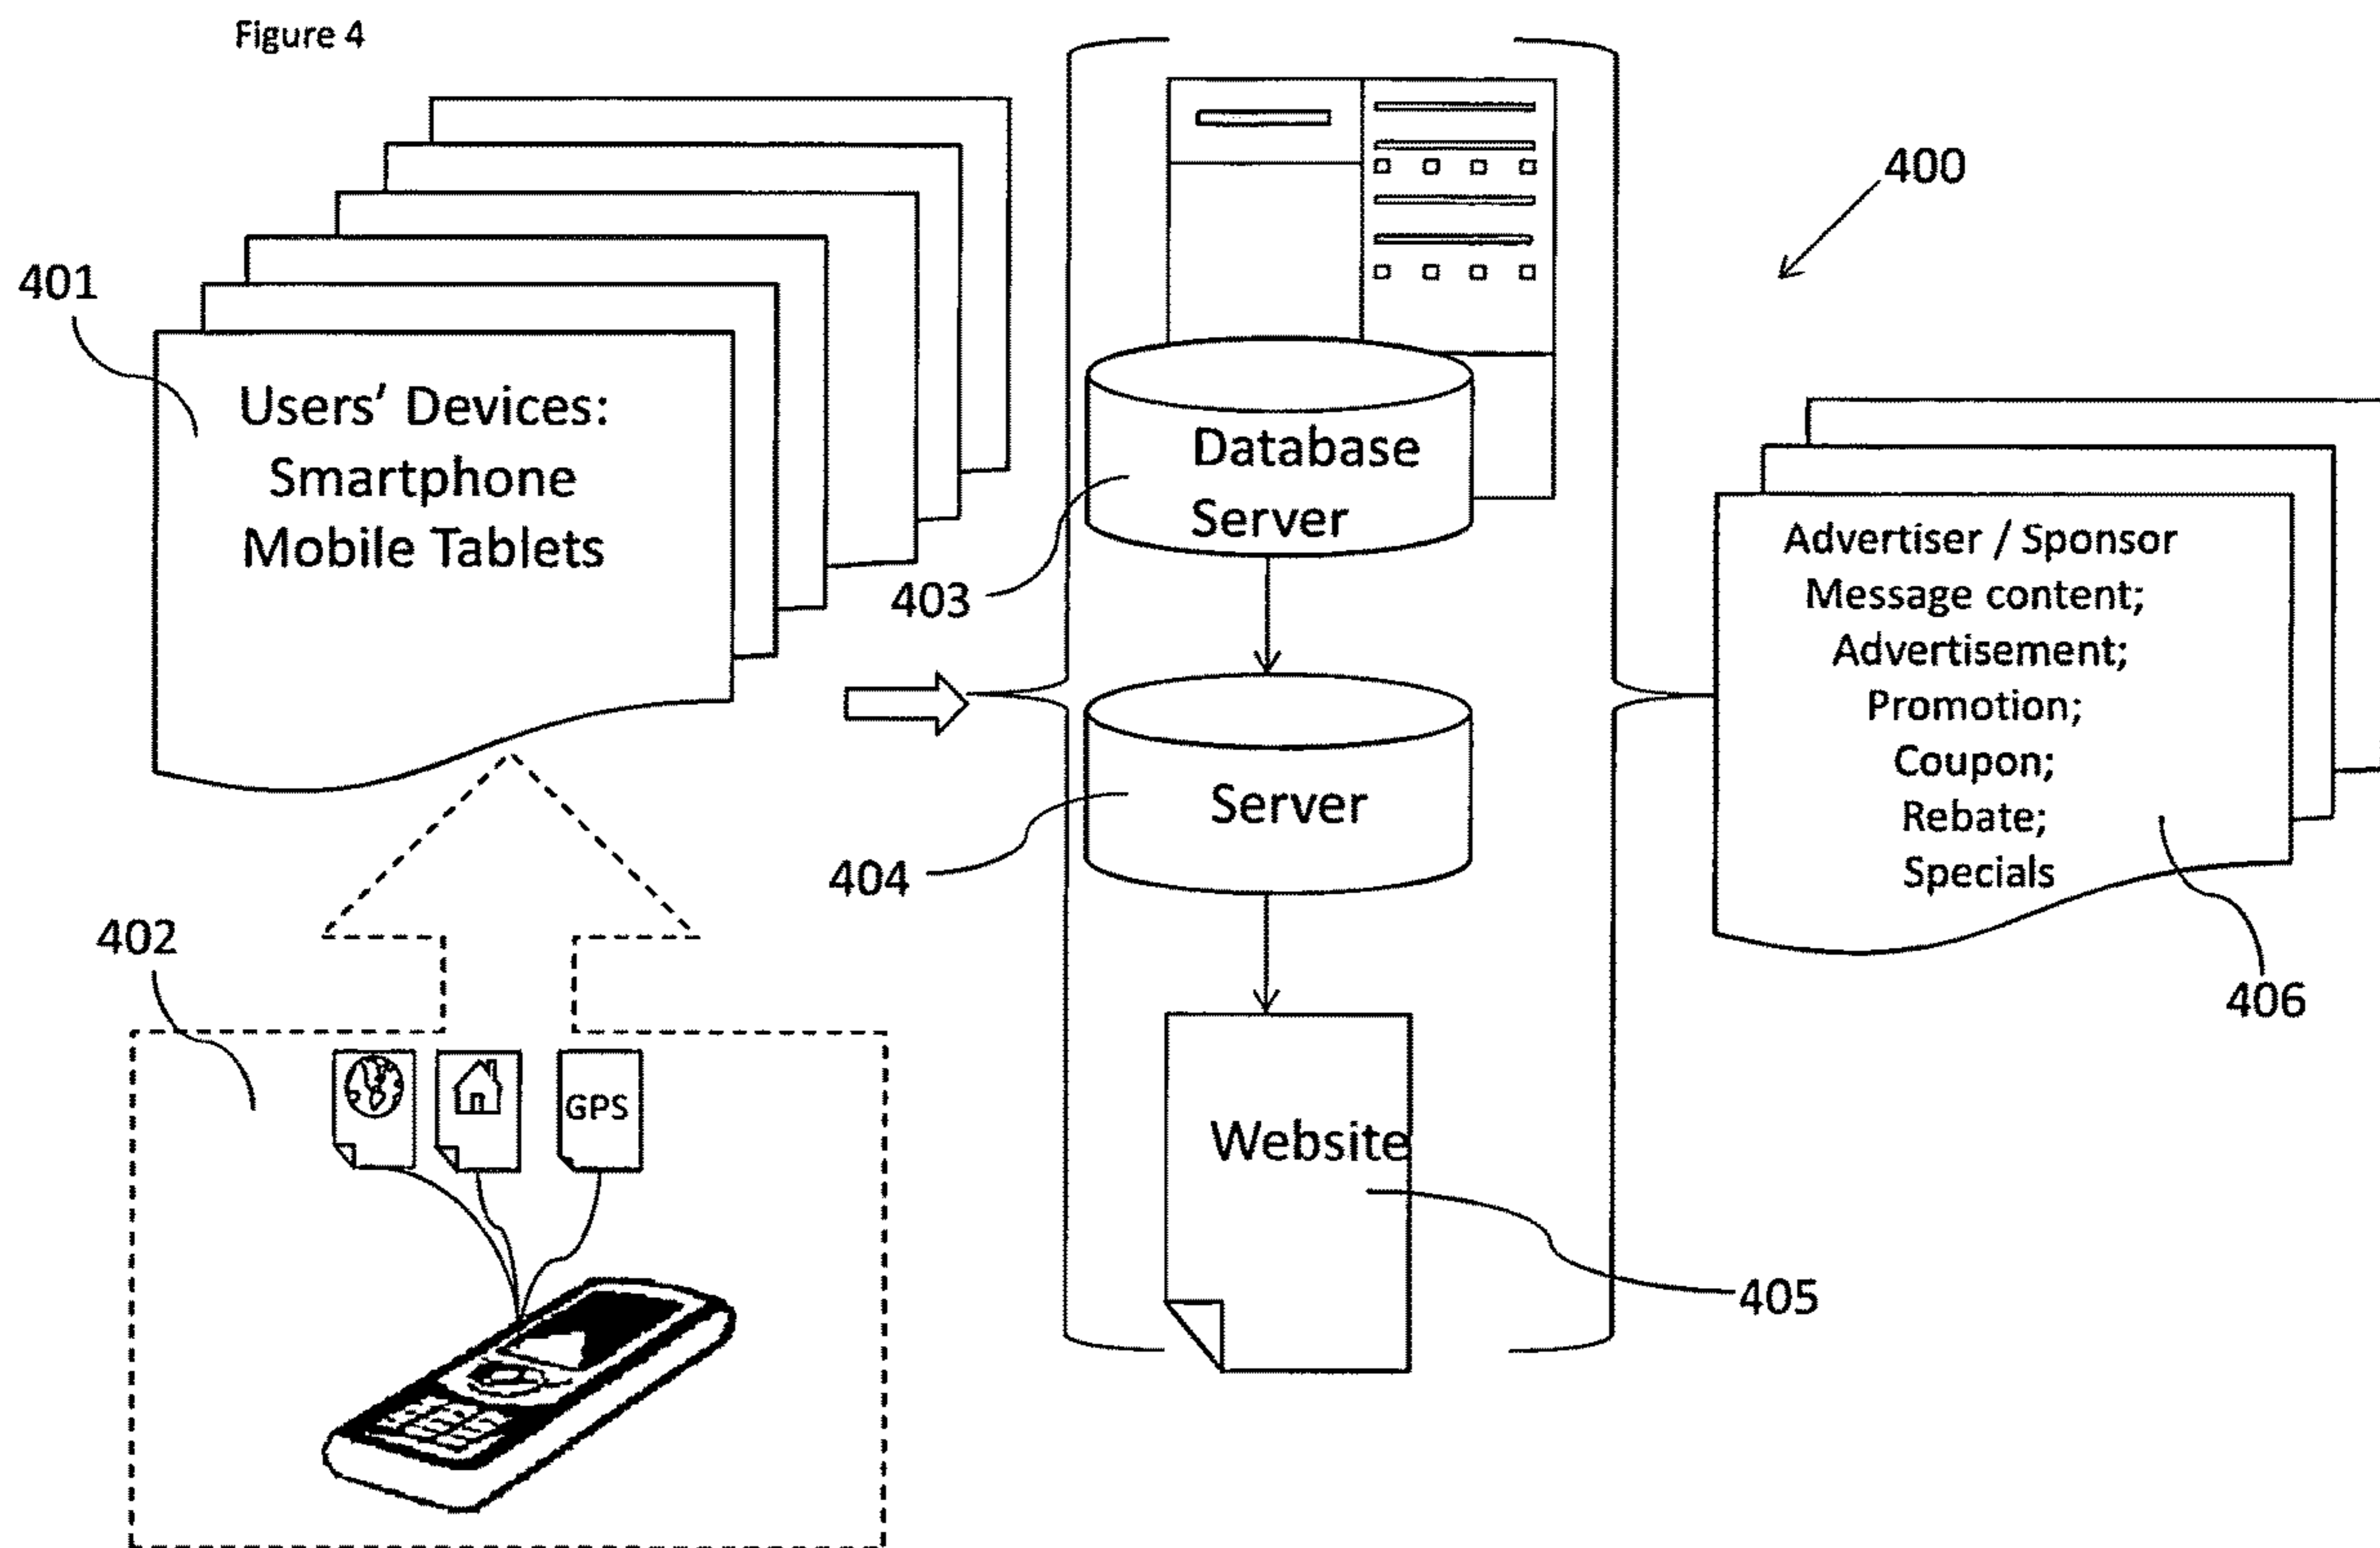 Figure 4
400
401
Users' Devices:
Smartphone
Mobile Tablets
Database
Server
403
Advertiser / Sponsor
Message content;
Advertisement;
Promotion;
Coupon;
Rebate;
Specials
Server
404
402
406
GPS
Website
405